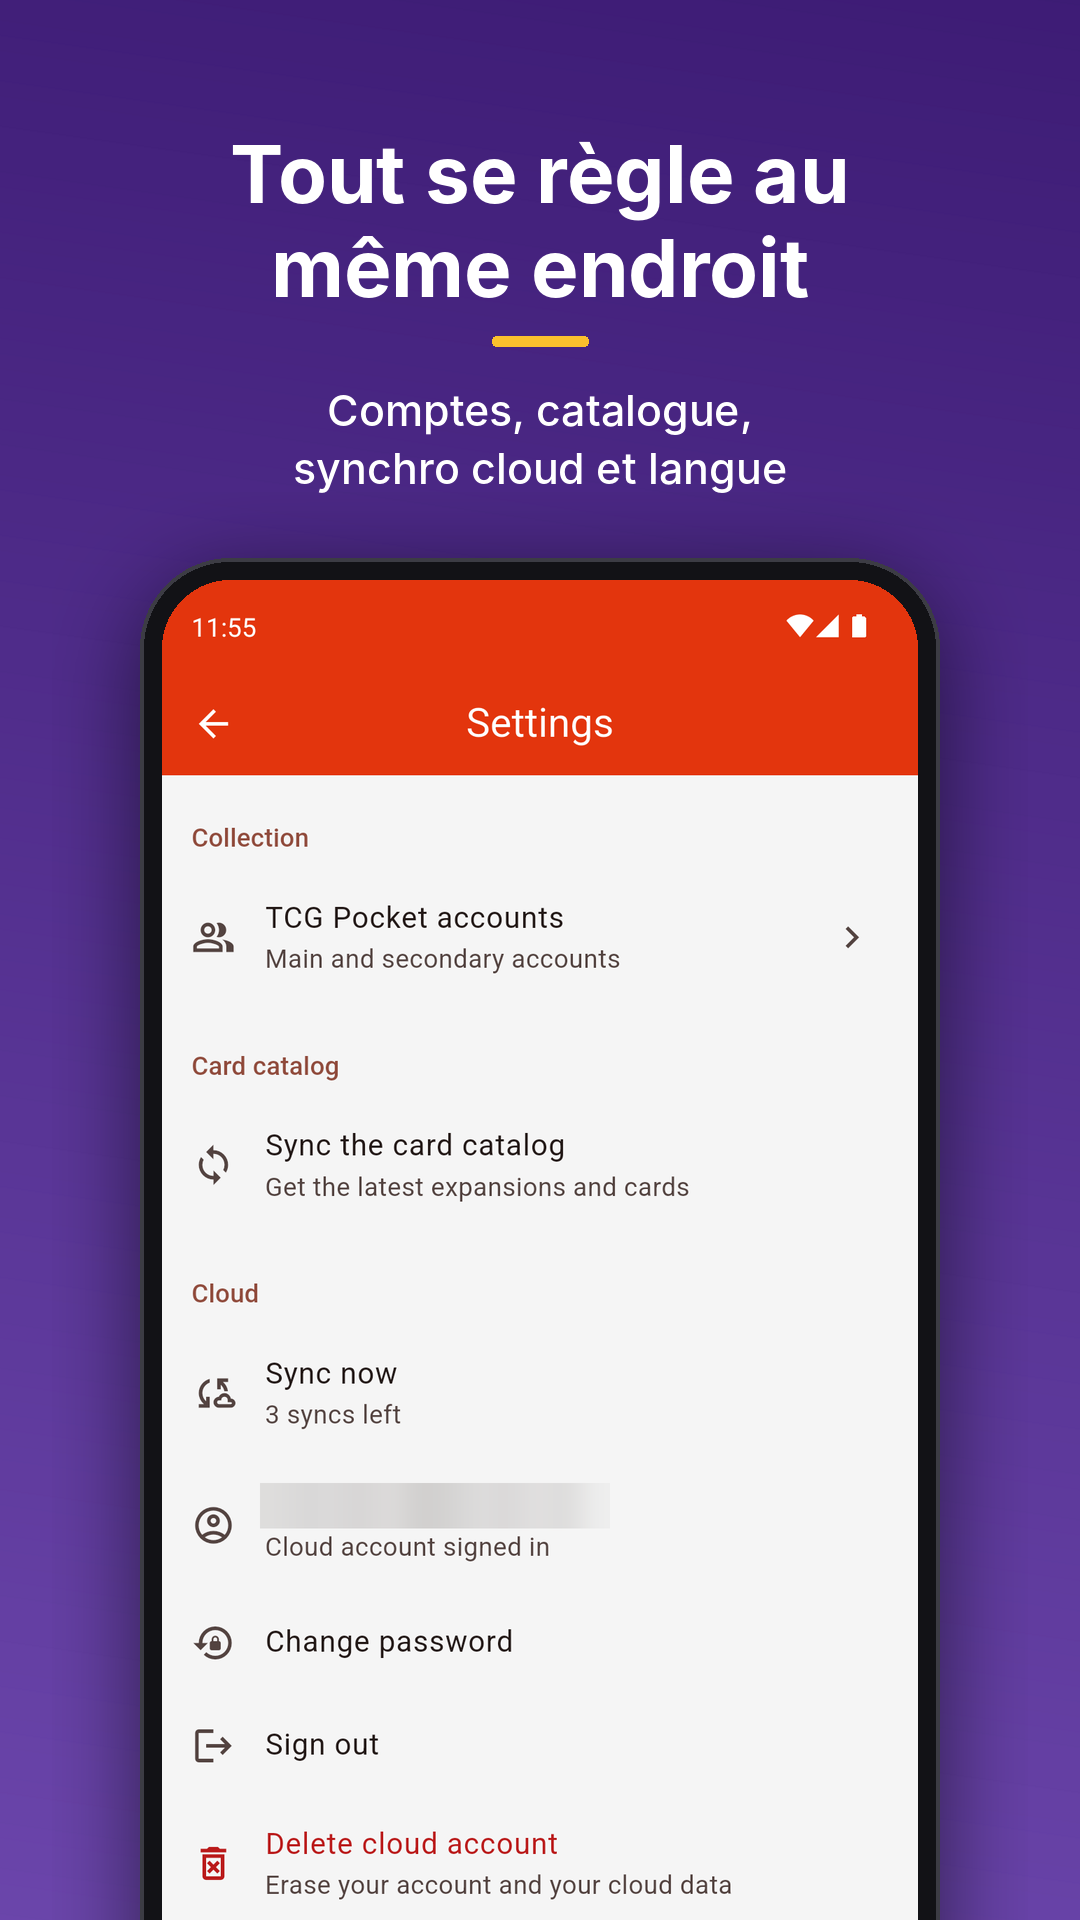 Tout se règle au
même endroit
Comptes, catalogue,
synchro cloud et langue
11:55
Settings
Collection
TCG Pocket accounts
Main and secondary accounts
Card catalog
Sync the card catalog
Get the latest expansions and cards
Cloud
Sync now
3 syncs left
Cloud account signed in
Change password
Sign out
Delete cloud account
Erase your account and your cloud data